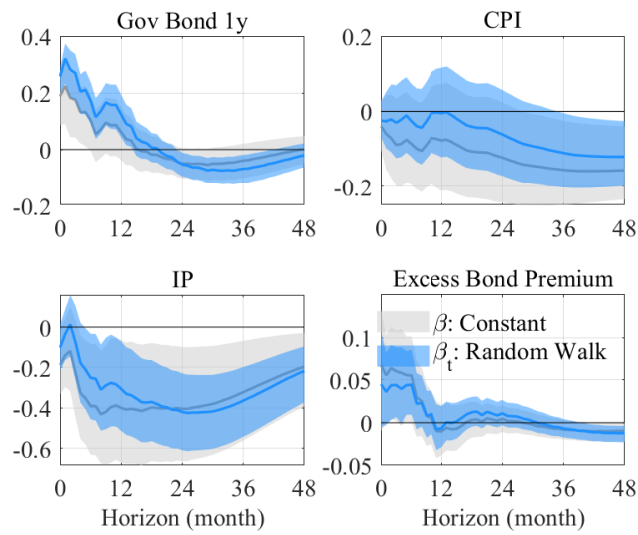 Gov Bond 1y
CPI
0.4
0.2
0
-0.2
0 12 24 36 48
0.2
0
-0.2
0 12 24 36 48
IP
Excess Bond Premium
0
-0.2
-0.4
-0.6
0 12 24 36 48
Horizon (month)
0.1
0.05
0
-0.05
0 12 24 36 48
Horizon (month)
β: Constant
βt: Random Walk